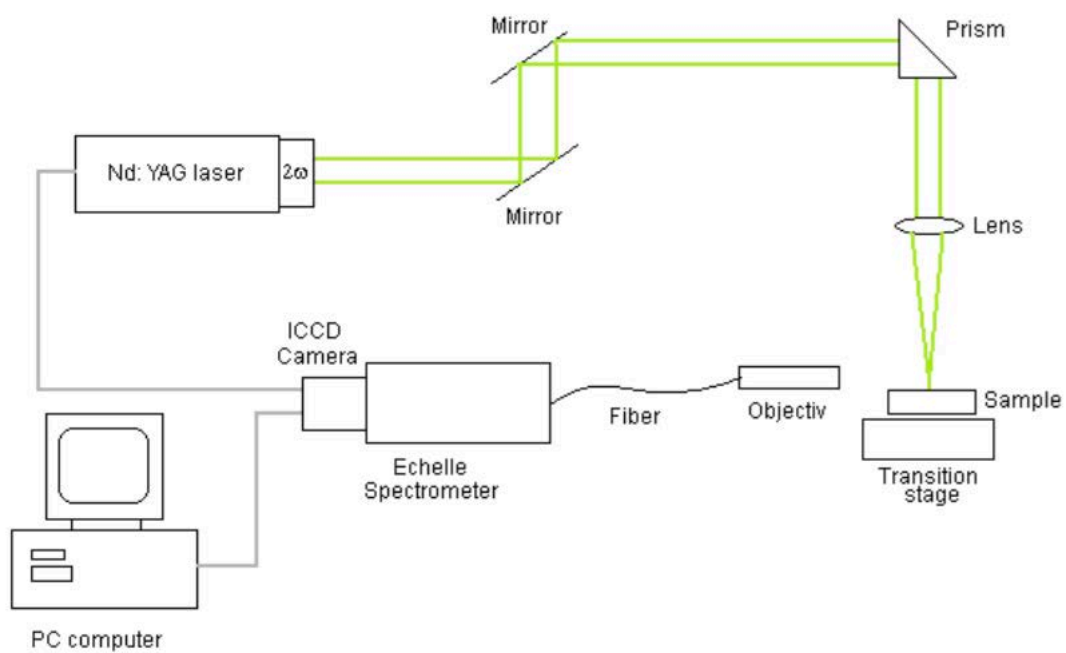 Mirror
Prism
Nd: YAG laser
2ω
Mirror
Lens
ICCD
Camera
Fiber
Objectiv
Sample
Echelle
Spectrometer
Transition
stage
PC computer